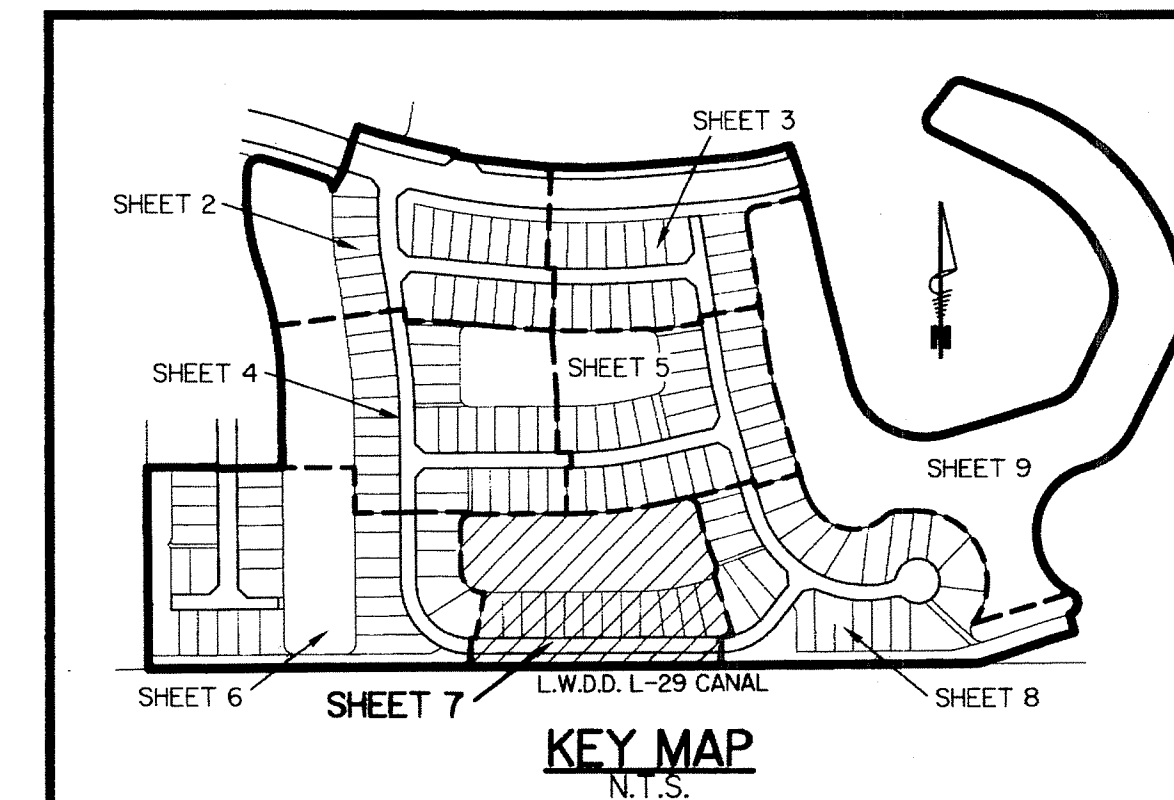 SHEET 3
SHEET 2
SHEET 4
SHEET 5
SHEET 9
SHEET 6
SHEET 7
L.W.D.D. L-29 CANAL
SHEET 8
KEY MAP
N.T.S.